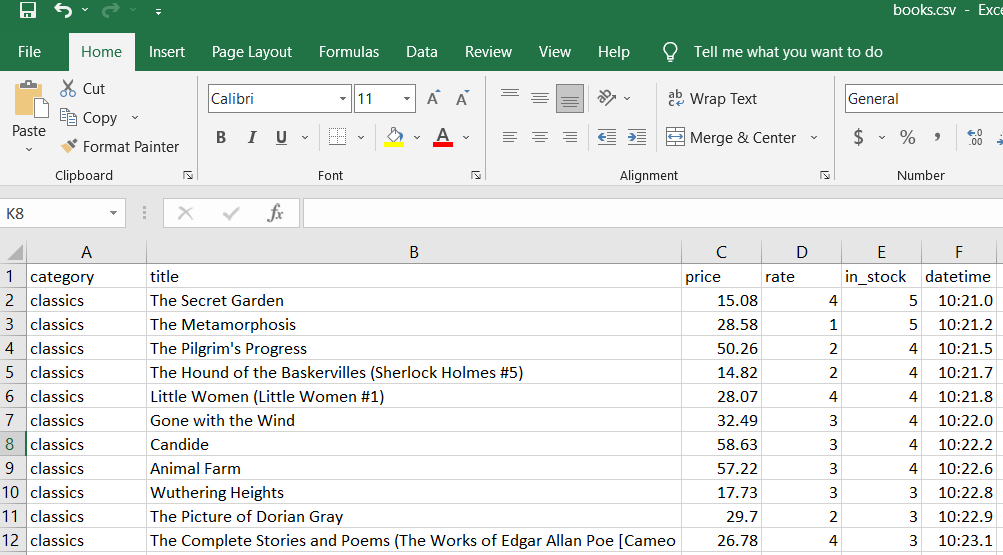 books.csv - Exce
File Home Insert Page Layout Formulas Data Review View Help Tell me what you want to do
Cut
Copy
Paste
Format Painter
Calibri 11 A A
B I U A
ab Wrap Text
Merge & Center
General
$ % , .00
Clipboard Font Alignment Number
K8 fx
A B C D E F
1 category title price rate in_stock datetime
2 classics The Secret Garden 15.08 4 5 10:21.0
3 classics The Metamorphosis 28.58 1 5 10:21.2
4 classics The Pilgrim's Progress 50.26 2 4 10:21.5
5 classics The Hound of the Baskervilles (Sherlock Holmes #5) 14.82 2 4 10:21.7
6 classics Little Women (Little Women #1) 28.07 4 4 10:21.8
7 classics Gone with the Wind 32.49 3 4 10:22.0
8 classics Candide 58.63 3 4 10:22.2
9 classics Animal Farm 57.22 3 4 10:22.6
10 classics Wuthering Heights 17.73 3 3 10:22.8
11 classics The Picture of Dorian Gray 29.7 2 3 10:22.9
12 classics The Complete Stories and Poems (The Works of Edgar Allan Poe [Cameo 26.78 4 3 10:23.1